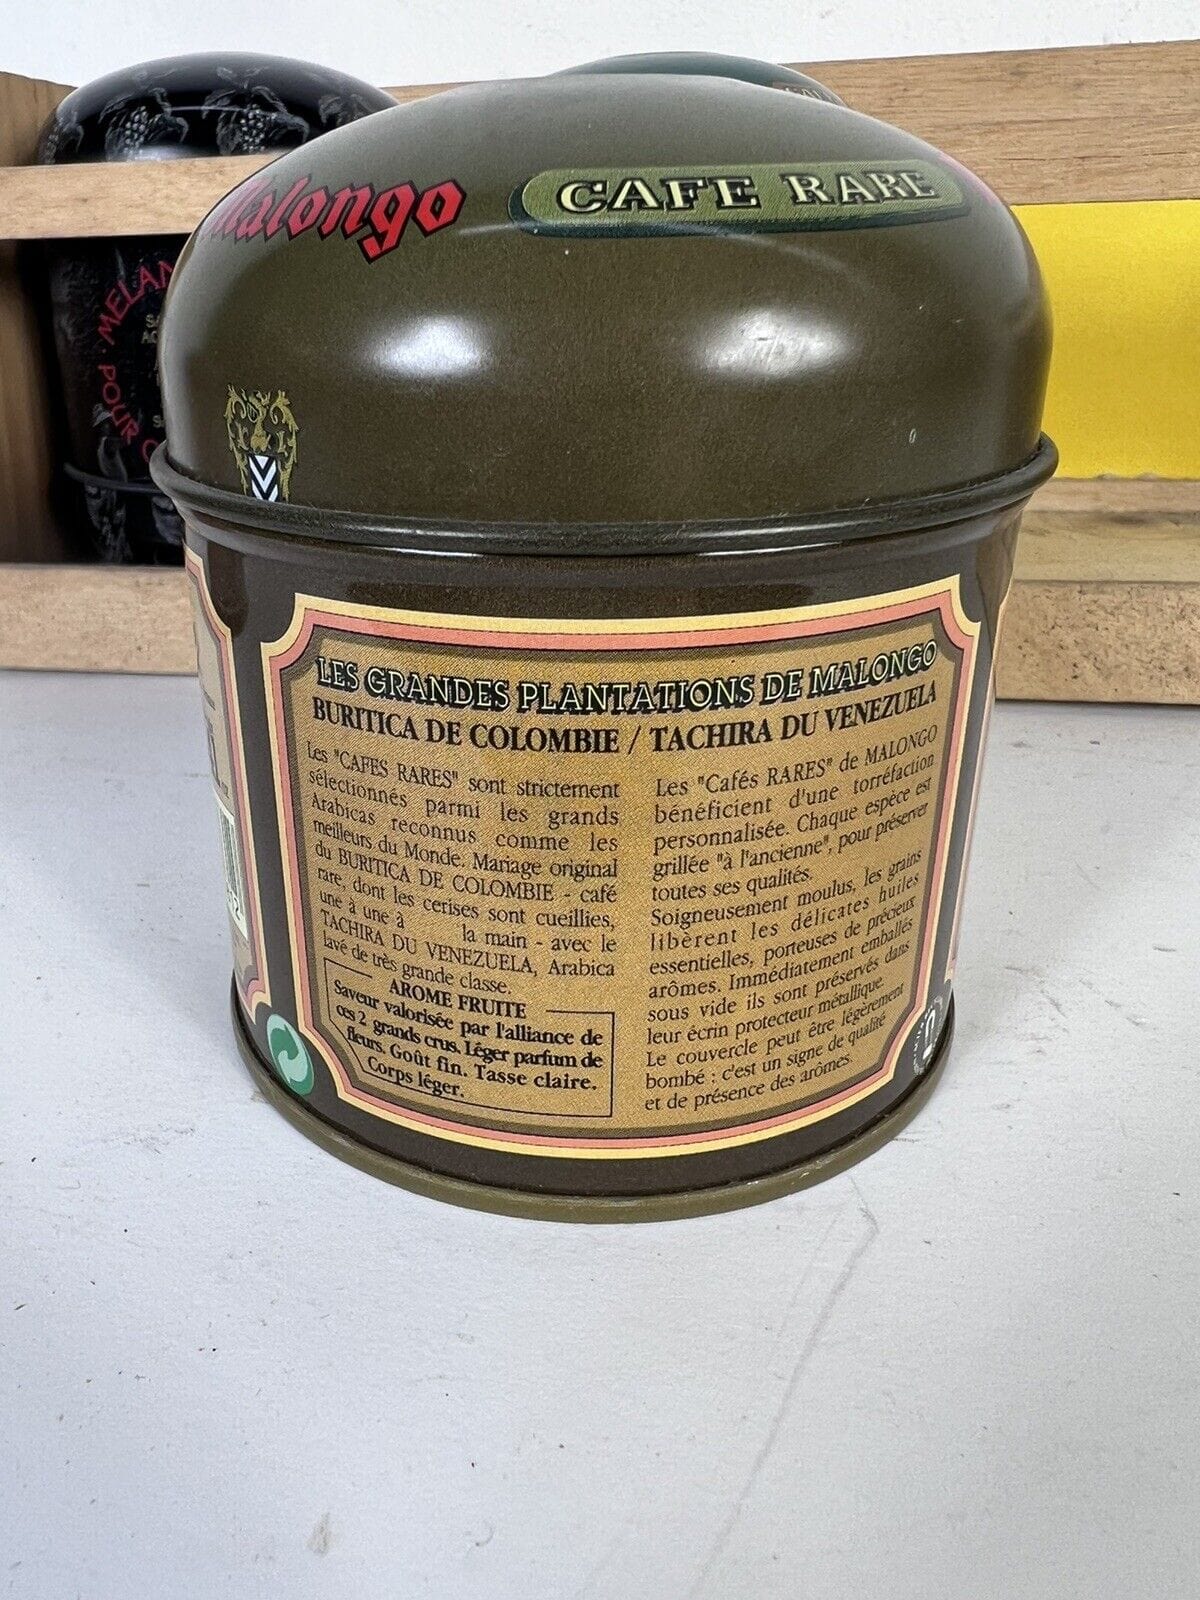 Malongo
CAFE RARE
MELAN
POUR
LES GRANDES PLANTATIONS DE MALONGO
BURITICA DE COLOMBIE / TACHIRA DU VENEZUELA
Les "CAFES RARES" sont strictement
sélectionnés parmi les grands
Arabicas reconnus comme les
meilleurs du Monde. Mariage original
du BURITICA DE COLOMBIE - café
rare, dont les cerises sont cueillies,
une à une à la main - avec le
TACHIRA DU VENEZUELA, Arabica
lavé de très grande classe.
AROME FRUITE
Saveur valorisée par l'alliance de
ces 2 grands crus. Léger parfum de
fleurs. Goût fin. Tasse claire.
Corps léger.
Les "Cafés RARES" de MALONGO
bénéficient d'une torréfaction
personnalisée. Chaque espèce est
grillée "à l'ancienne", pour préserver
toutes ses qualités.
Soigneusement moulus, les grains
libèrent les délicates huiles
essentielles, porteuses de précieux
arômes. Immédiatement emballés
sous vide ils sont préservés dans
leur écrin protecteur métallique.
Le couvercle peut être légèrement
bombé : c'est un signe de qualité
et de présence des arômes.